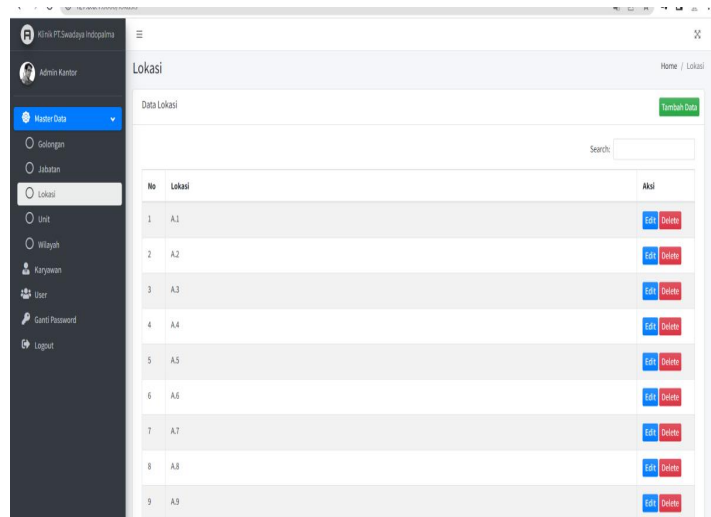 Klinik PT.Swadaya Indopalma
Admin Kantor
Master Data
Golongan
Jabatan
Lokasi
Unit
Wilayah
Karyawan
User
Ganti Password
Logout
Lokasi
Home / Lokasi
Data Lokasi
Tambah Data
Search:
No Lokasi Aksi
1 A.1 Edit Delete
2 A.2 Edit Delete
3 A.3 Edit Delete
4 A.4 Edit Delete
5 A.5 Edit Delete
6 A.6 Edit Delete
7 A.7 Edit Delete
8 A.8 Edit Delete
9 A.9 Edit Delete